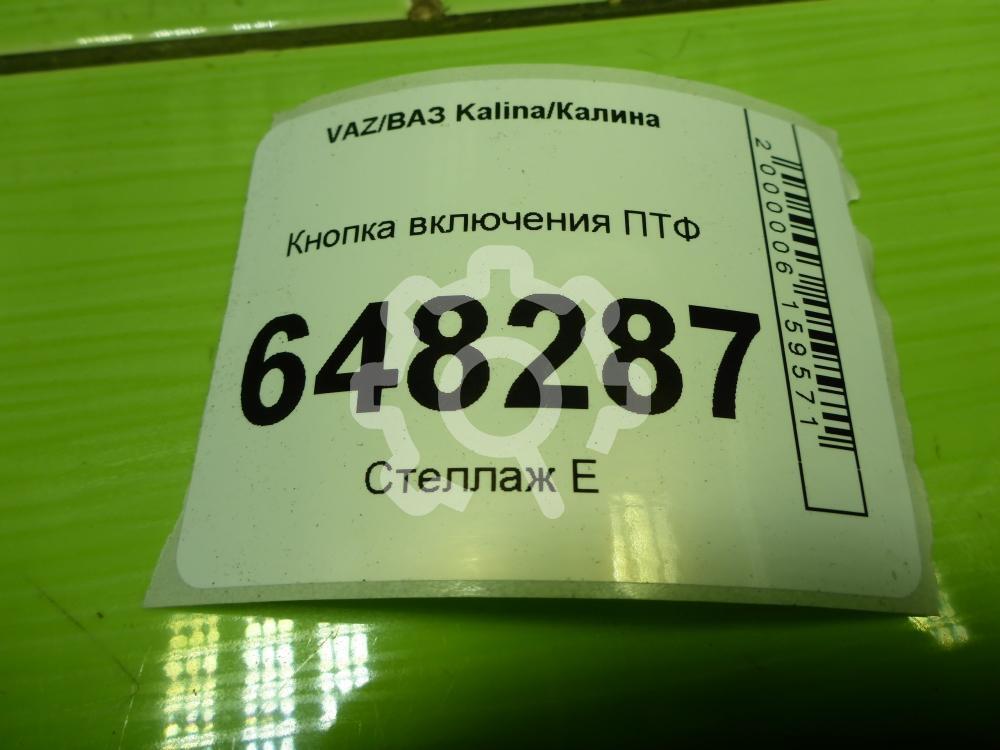 VAZ/ВАЗ Kalina/Калина
Кнопка включения ПТФ
648287
Стеллаж Е
2000006159571